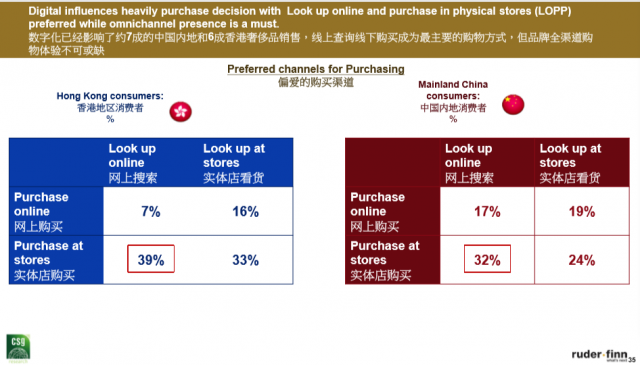 Digital influences heavily purchase decision with Look up online and purchase in physical stores (LOPP)
preferred while omnichannel presence is a must.
数字化已经影响了约7成的中国内地和6成香港奢侈品销售，线上查询线下购买成为最主要的购物方式，但品牌全渠道购
物体验不可或缺
Preferred channels for Purchasing
偏爱的购买渠道
Hong Kong consumers:
香港地区消费者
%
Look up online
网上搜索
Look up at stores
实体店看货
Purchase online
网上购买
7%
16%
Purchase at stores
实体店购买
39%
33%
Mainland China
consumers:
中国内地消费者
%
Look up online
网上搜索
Look up at stores
实体店看货
Purchase online
网上购买
17%
19%
Purchase at stores
实体店购买
32%
24%
CSG
ruder·finn
what's next
35